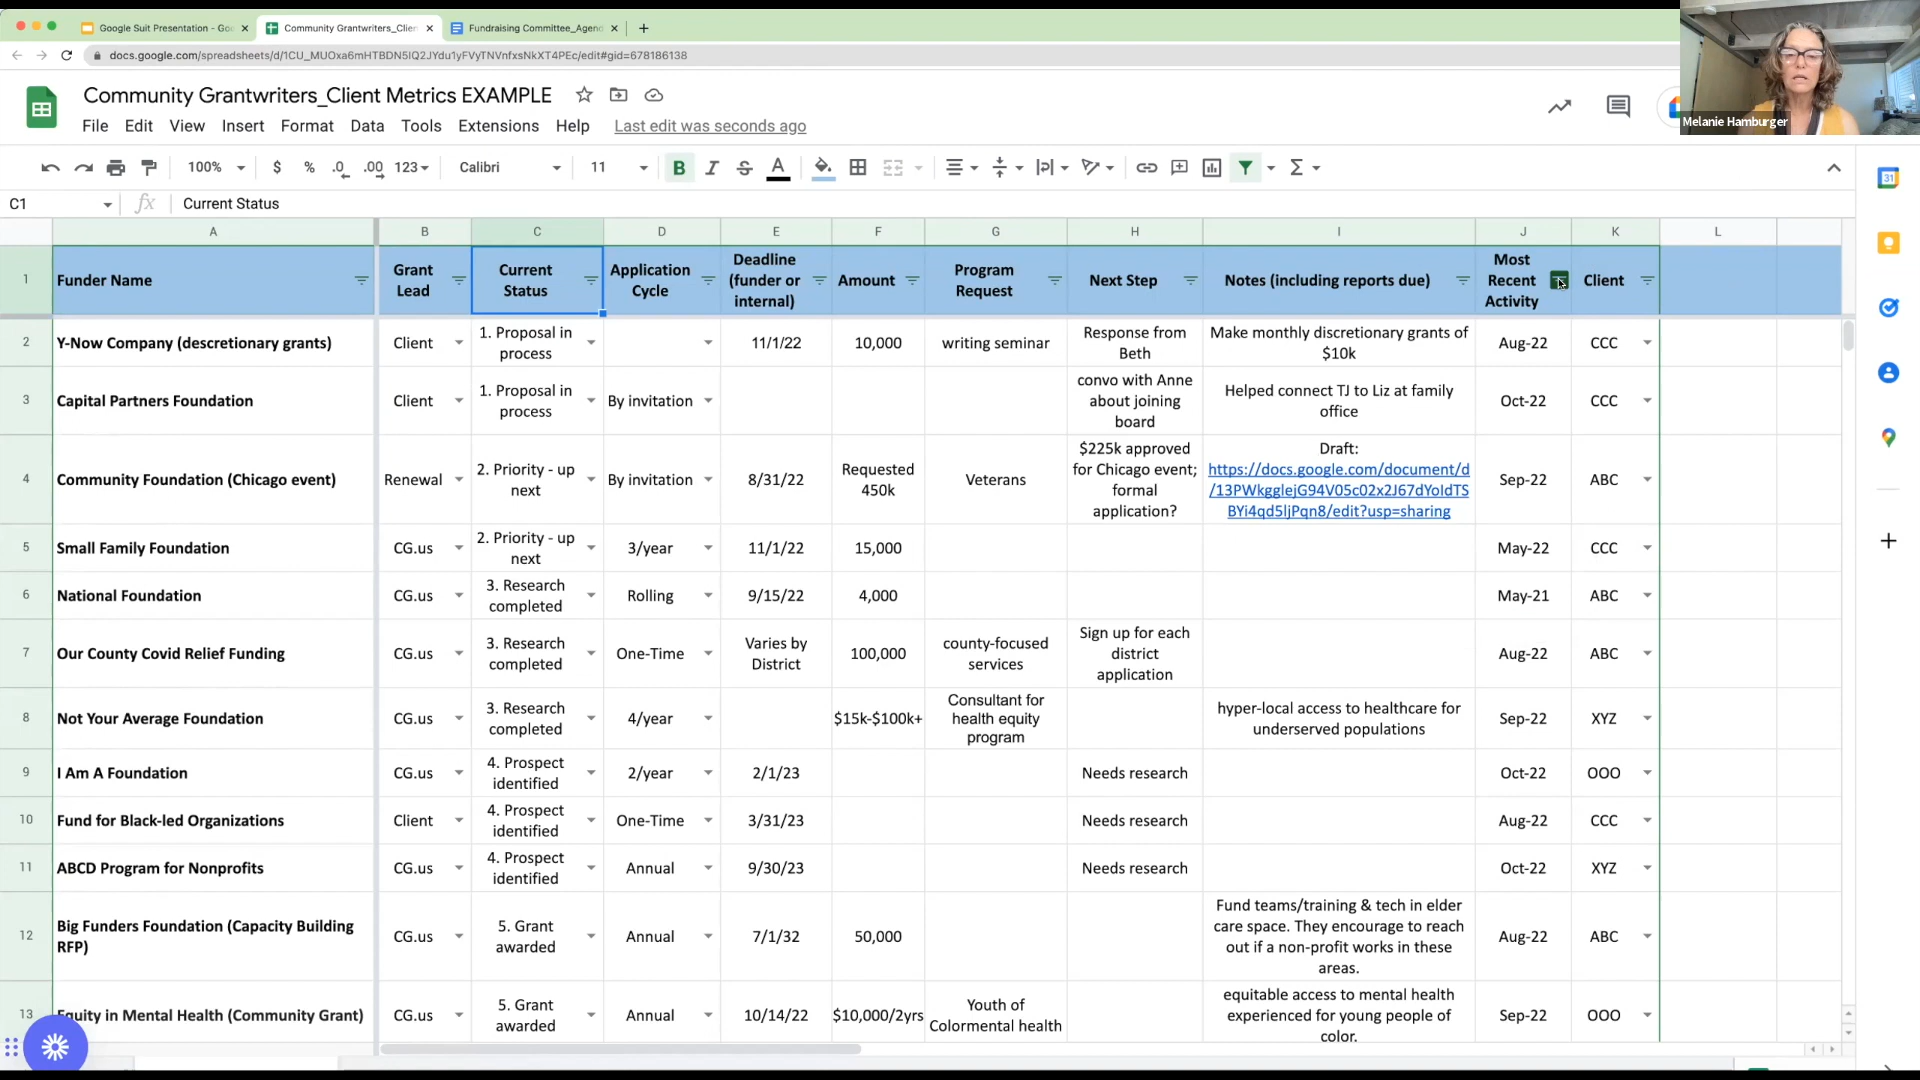 Google Suit Presentation - Go
Community Grantwriters_Clie
Fundraising Committee_Agen
docs.google.com/spreadsheets/d/1CU_MUOxa6mHTBDN5IQ2JYdu1yFVyTNVnfxsNkXT4PEc/edit#gid=678186138
Melanie Hamburger
Community Grantwriters_Client Metrics EXAMPLE
File Edit View Insert Format Data Tools Extensions Help Last edit was seconds ago
100% $ % .0 .00 123 Calibri 11 B I S A Σ
31
C1 fx Current Status
A B C D E F G H I J K L
1
Funder Name
Grant
Lead
Current
Status
Application
Cycle
Deadline
(funder or
internal)
Amount
Program
Request
Next Step
Notes (including reports due)
Most
Recent
Activity
Client
2
Y-Now Company (descretionary grants)
Client
1. Proposal in
process
11/1/22
10,000
writing seminar
Response from
Beth
Make monthly discretionary grants of
$10k
Aug-22
CCC
3
Capital Partners Foundation
Client
1. Proposal in
process
By invitation
convo with Anne
about joining
board
Helped connect TJ to Liz at family
office
Oct-22
CCC
4
Community Foundation (Chicago event)
Renewal
2. Priority - up
next
By invitation
8/31/22
Requested
450k
Veterans
$225k approved
for Chicago event;
formal
application?
Draft:
https://docs.google.com/document/d
/13PWkgglejG94V05c02x2J67dYoIdTS
BYi4qd5ljPqn8/edit?usp=sharing
Sep-22
ABC
5
Small Family Foundation
CG.us
2. Priority - up
next
3/year
11/1/22
15,000
May-22
CCC
6
National Foundation
CG.us
3. Research
completed
Rolling
9/15/22
4,000
May-21
ABC
7
Our County Covid Relief Funding
CG.us
3. Research
completed
One-Time
Varies by
District
100,000
county-focused
services
Sign up for each
district
application
Aug-22
ABC
8
Not Your Average Foundation
CG.us
3. Research
completed
4/year
$15k-$100k+
Consultant for
health equity
program
hyper-local access to healthcare for
underserved populations
Sep-22
XYZ
9
I Am A Foundation
CG.us
4. Prospect
identified
2/year
2/1/23
Needs research
Oct-22
OOO
10
Fund for Black-led Organizations
Client
4. Prospect
identified
One-Time
3/31/23
Needs research
Aug-22
CCC
11
ABCD Program for Nonprofits
CG.us
4. Prospect
identified
Annual
9/30/23
Needs research
Oct-22
XYZ
12
Big Funders Foundation (Capacity Building
RFP)
CG.us
5. Grant
awarded
Annual
7/1/32
50,000
Fund teams/training & tech in elder
care space. They encourage to reach
out if a non-profit works in these
areas.
Aug-22
ABC
13
Equity in Mental Health (Community Grant)
CG.us
5. Grant
awarded
Annual
10/14/22
$10,000/2yrs
Youth of
Colormental health
equitable access to mental health
experienced for young people of
color.
Sep-22
OOO